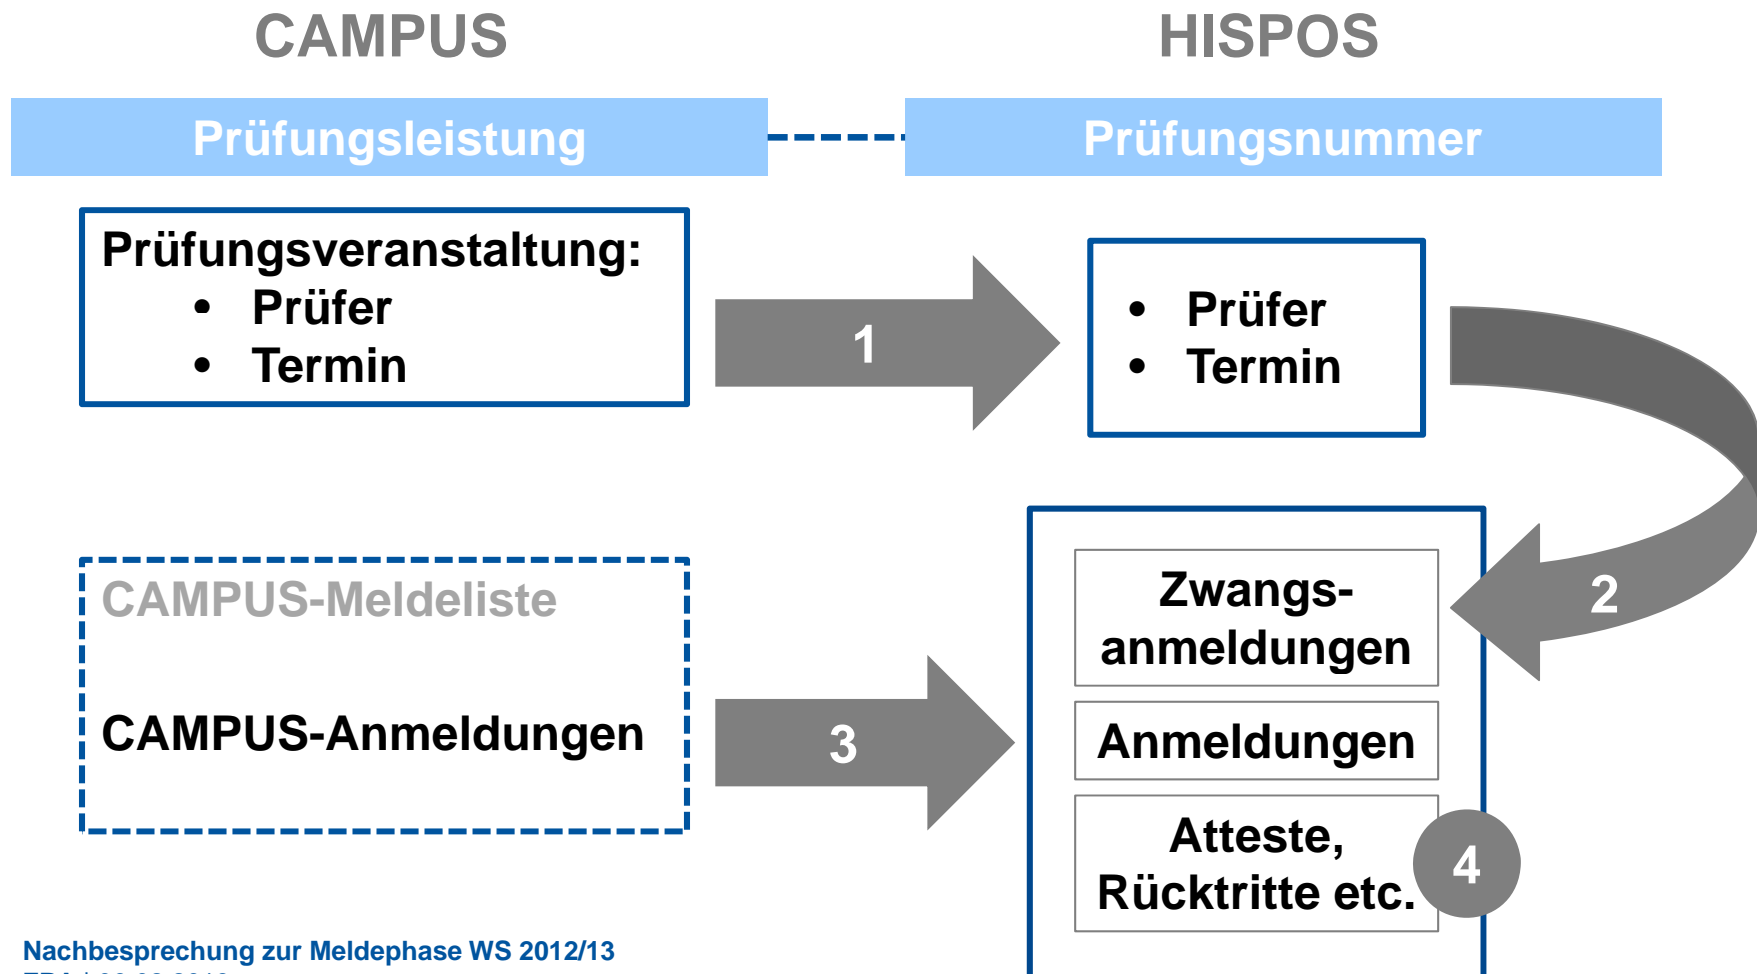 CAMPUS
HISPOS
Prüfungsleistung
Prüfungsnummer
Prüfungsveranstaltung:
• Prüfer
• Termin
1
• Prüfer
• Termin
2
CAMPUS-Meldeliste
CAMPUS-Anmeldungen
3
Zwangs-
anmeldungen
Anmeldungen
Atteste,
Rücktritte etc.
4
Nachbesprechung zur Meldephase WS 2012/13